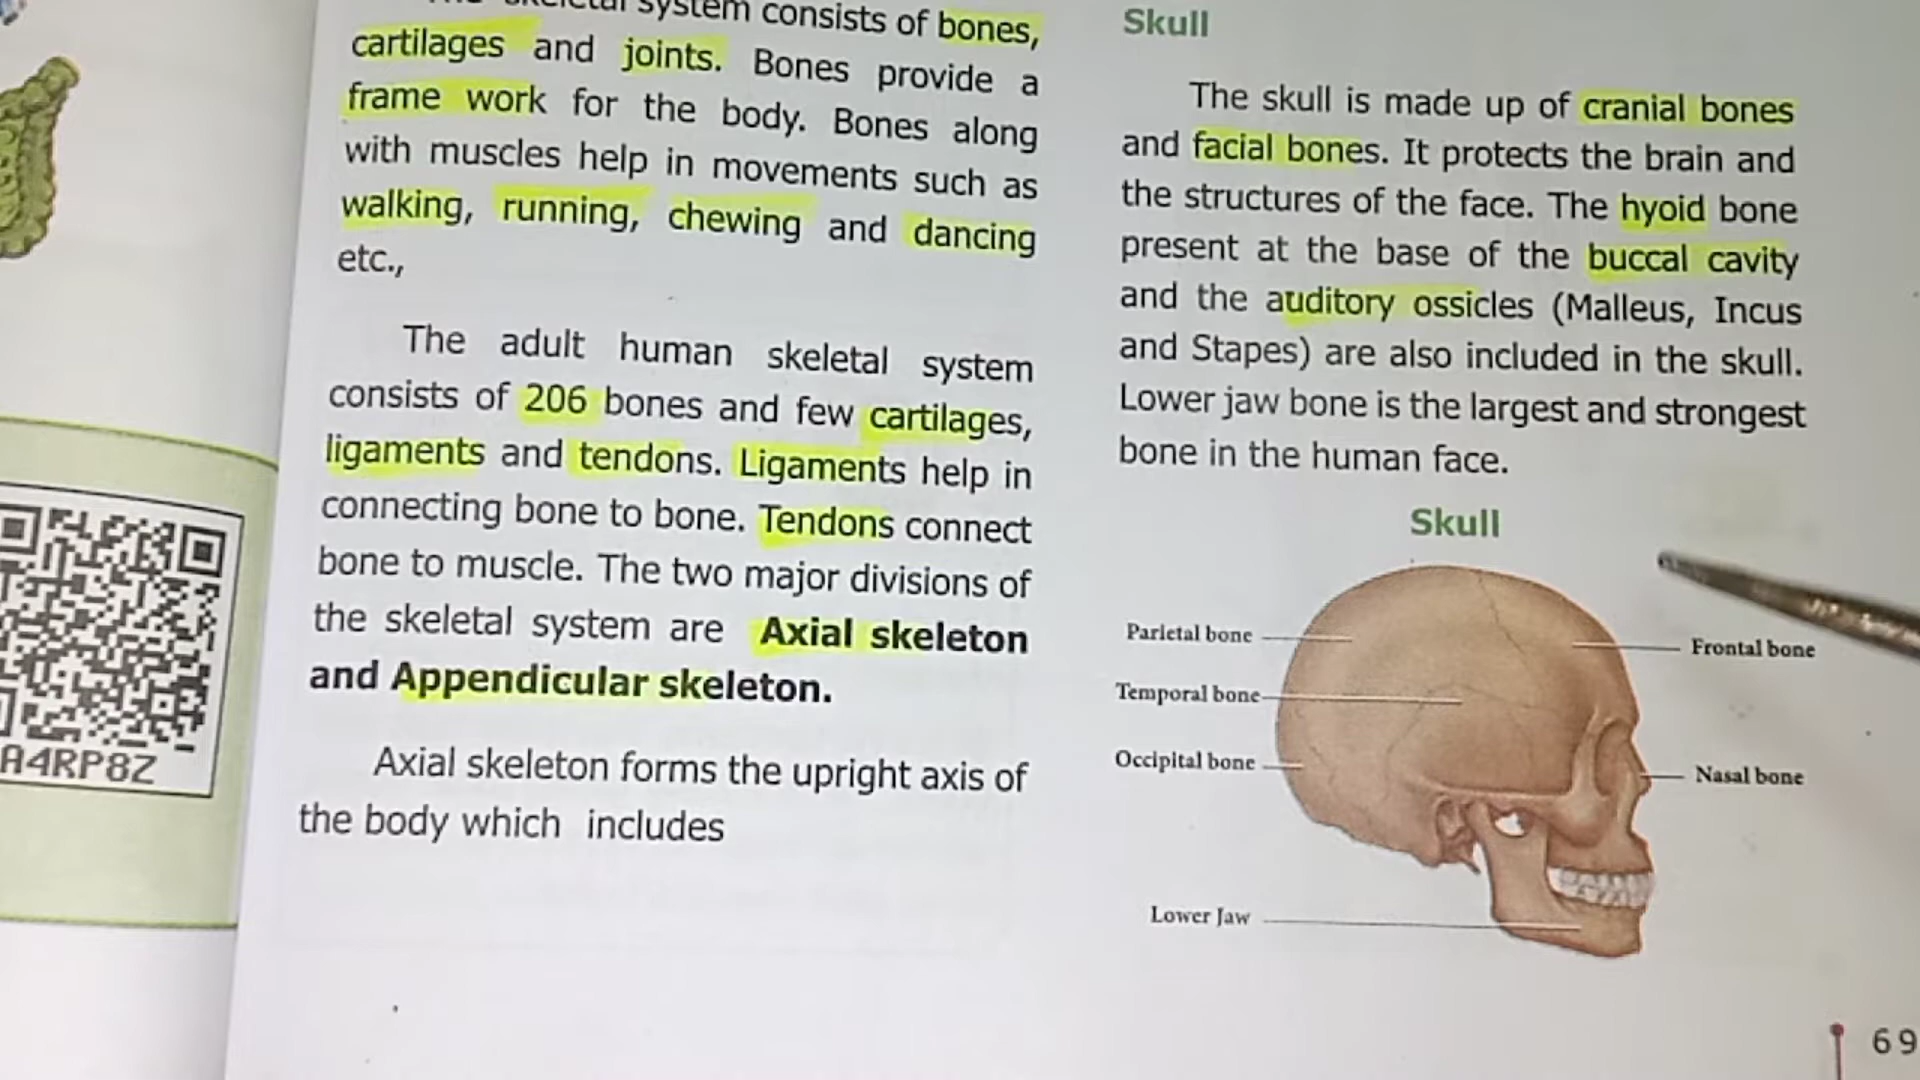 skeletal system consists of bones,
cartilages and joints. Bones provide a
frame work for the body. Bones along
with muscles help in movements such as
walking, running, chewing and dancing
etc.,
The adult human skeletal system
consists of 206 bones and few cartilages,
ligaments and tendons. Ligaments help in
connecting bone to bone. Tendons connect
bone to muscle. The two major divisions of
the skeletal system are Axial skeleton
and Appendicular skeleton.
Axial skeleton forms the upright axis of
the body which includes
A4RP8Z
Skull
The skull is made up of cranial bones
and facial bones. It protects the brain and
the structures of the face. The hyoid bone
present at the base of the buccal cavity
and the auditory ossicles (Malleus, Incus
and Stapes) are also included in the skull.
Lower jaw bone is the largest and strongest
bone in the human face.
Skull
Parietal bone
Frontal bone
Temporal bone
Occipital bone
Nasal bone
Lower Jaw
69